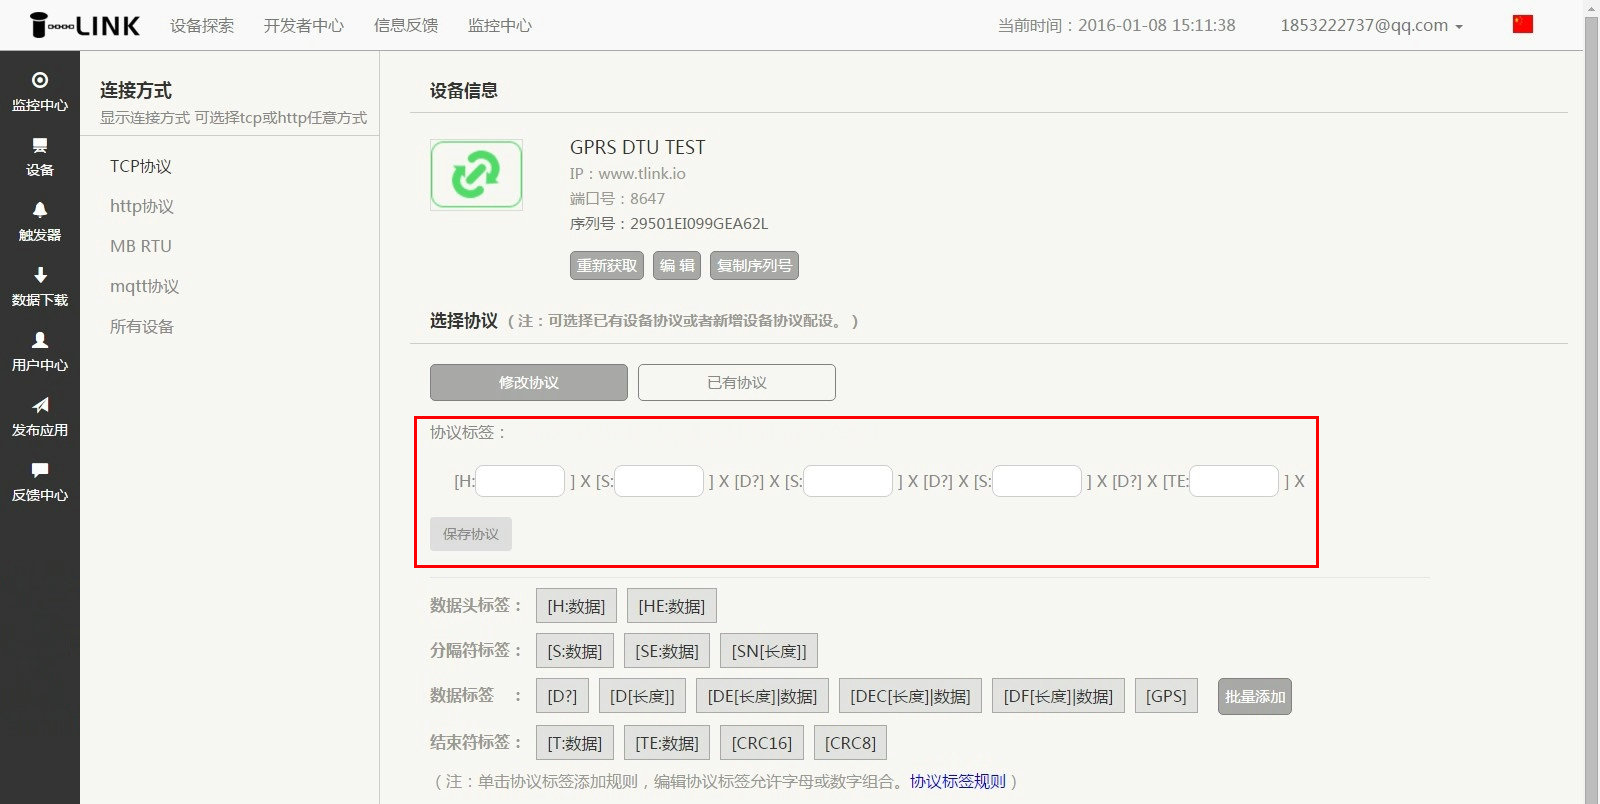 LINK 设备探索 开发者中心 信息反馈 监控中心 当前时间：2016-01-08 15:11:38 1853222737@qq.com
监控中心
设备
触发器
数据下载
用户中心
发布应用
反馈中心
连接方式
显示连接方式 可选择tcp或http任意方式
TCP协议
http协议
MB RTU
mqtt协议
所有设备
设备信息
GPRS DTU TEST
IP：www.tlink.io
端口号：8647
序列号：29501EI099GEA62L
重新获取 编 辑 复制序列号
选择协议（注：可选择已有设备协议或者新增设备协议配设。）
修改协议 已有协议
协议标签：
[H: ] X [S: ] X [D?] X [S: ] X [D?] X [S: ] X [D?] X [TE: ] X
保存协议
数据头标签： [H:数据] [HE:数据]
分隔符标签： [S:数据] [SE:数据] [SN[长度]]
数据标签 ： [D?] [D[长度]] [DE[长度]|数据] [DEC[长度]|数据] [DF[长度]|数据] [GPS] 批量添加
结束符标签： [T:数据] [TE:数据] [CRC16] [CRC8]
（注：单击协议标签添加规则，编辑协议标签允许字母或数字组合。协议标签规则）